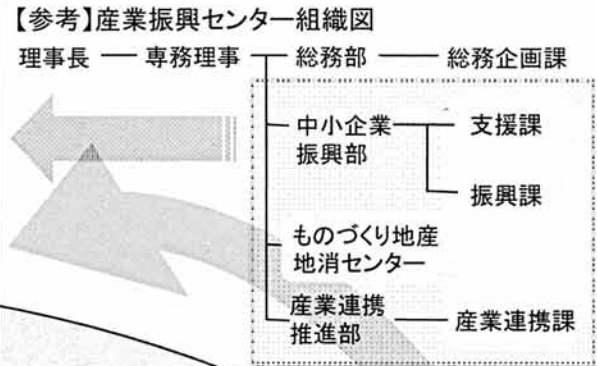 【参考】産業振興センター組織図
理事長 専務理事 総務部 総務企画課
中小企業 支援課
振興部
振興課
ものづくり地産
地消センター
産業連携 産業連携課
推進部